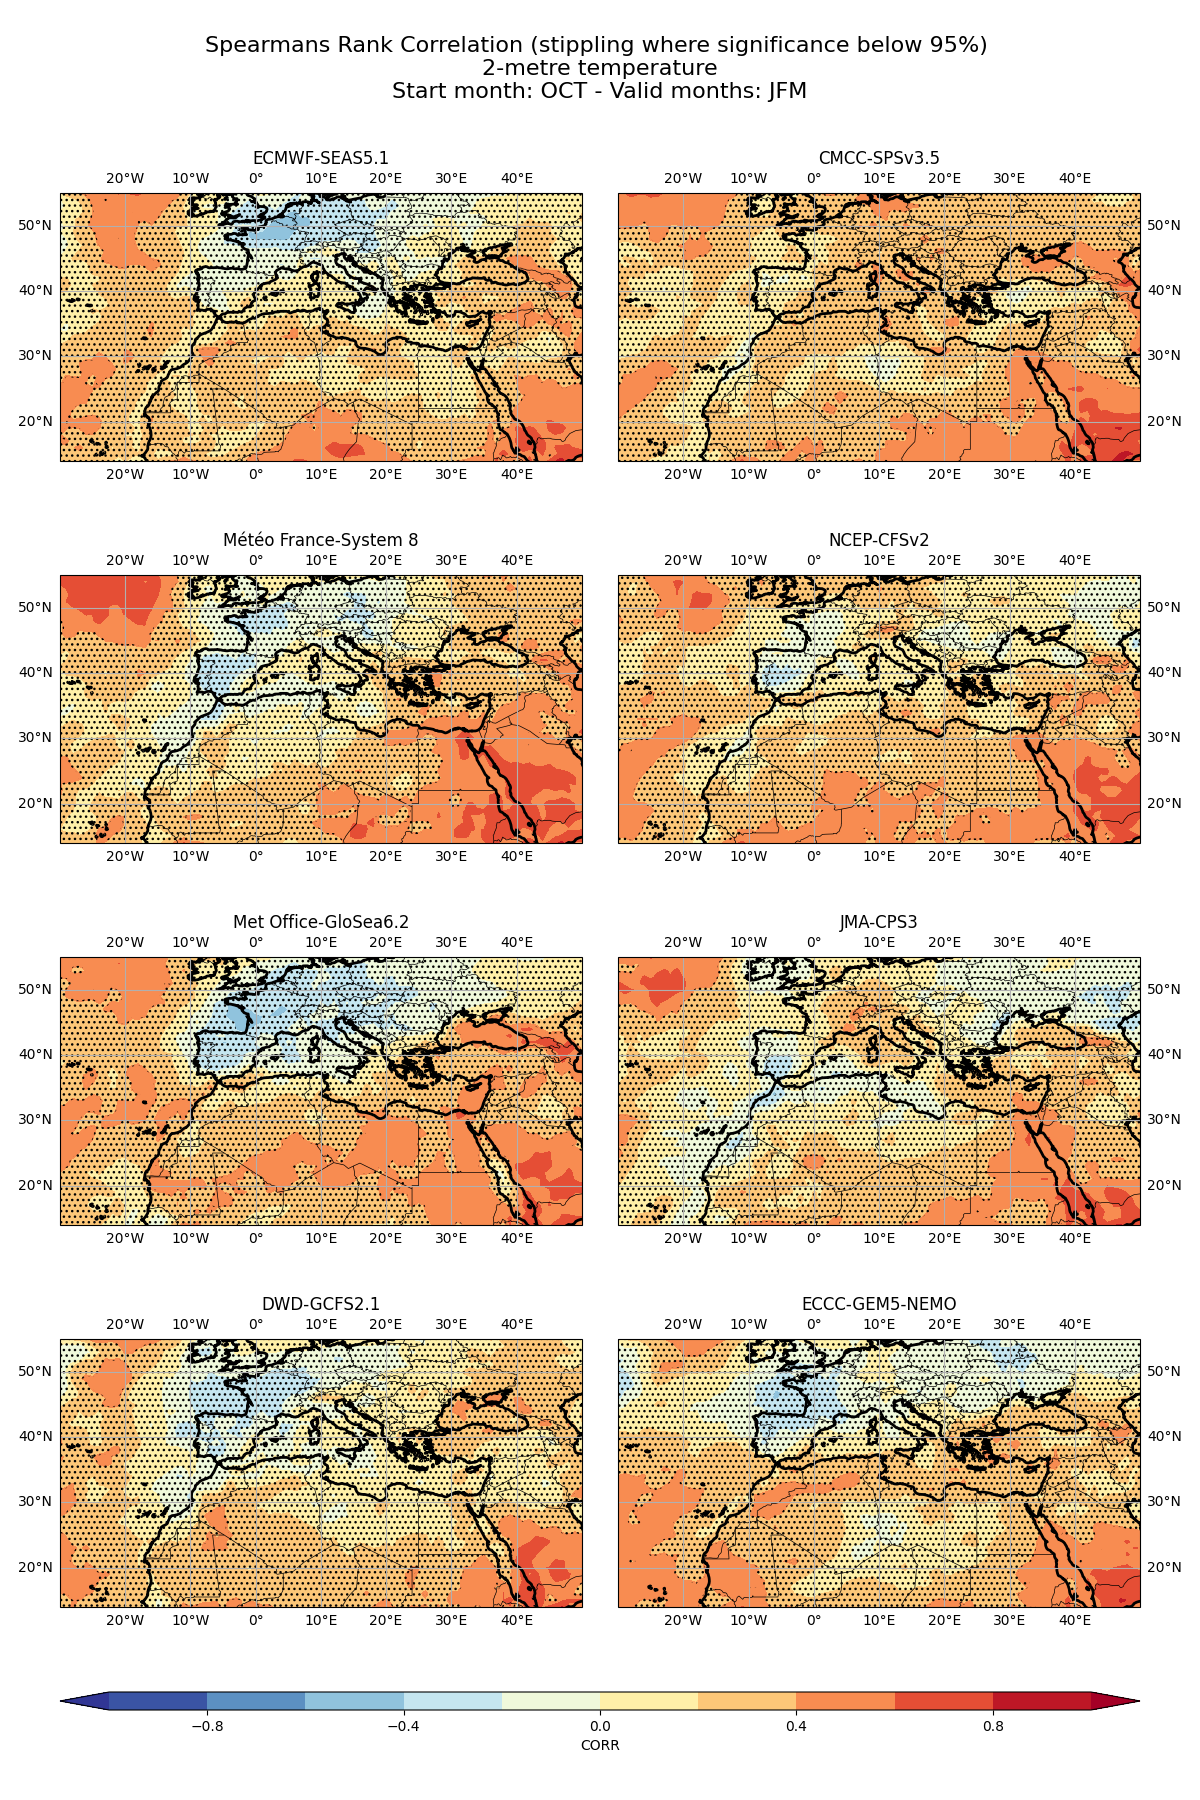 Spearmans Rank Correlation (stippling where significance below 95%)
2-metre temperature
Start month: OCT - Valid months: JFM
ECMWF-SEAS5.1
20°W 10°W 0° 10°E 20°E 30°E 40°E
50°N
40°N
30°N
20°N
20°W 10°W 0° 10°E 20°E 30°E 40°E
CMCC-SPSv3.5
20°W 10°W 0° 10°E 20°E 30°E 40°E
50°N
40°N
30°N
20°N
20°W 10°W 0° 10°E 20°E 30°E 40°E
Météo France-System 8
20°W 10°W 0° 10°E 20°E 30°E 40°E
50°N
40°N
30°N
20°N
20°W 10°W 0° 10°E 20°E 30°E 40°E
NCEP-CFSv2
20°W 10°W 0° 10°E 20°E 30°E 40°E
50°N
40°N
30°N
20°N
20°W 10°W 0° 10°E 20°E 30°E 40°E
Met Office-GloSea6.2
20°W 10°W 0° 10°E 20°E 30°E 40°E
50°N
40°N
30°N
20°N
20°W 10°W 0° 10°E 20°E 30°E 40°E
JMA-CPS3
20°W 10°W 0° 10°E 20°E 30°E 40°E
50°N
40°N
30°N
20°N
20°W 10°W 0° 10°E 20°E 30°E 40°E
DWD-GCFS2.1
20°W 10°W 0° 10°E 20°E 30°E 40°E
50°N
40°N
30°N
20°N
20°W 10°W 0° 10°E 20°E 30°E 40°E
ECCC-GEM5-NEMO
20°W 10°W 0° 10°E 20°E 30°E 40°E
50°N
40°N
30°N
20°N
20°W 10°W 0° 10°E 20°E 30°E 40°E
−0.8 −0.4 0.0 0.4 0.8
CORR